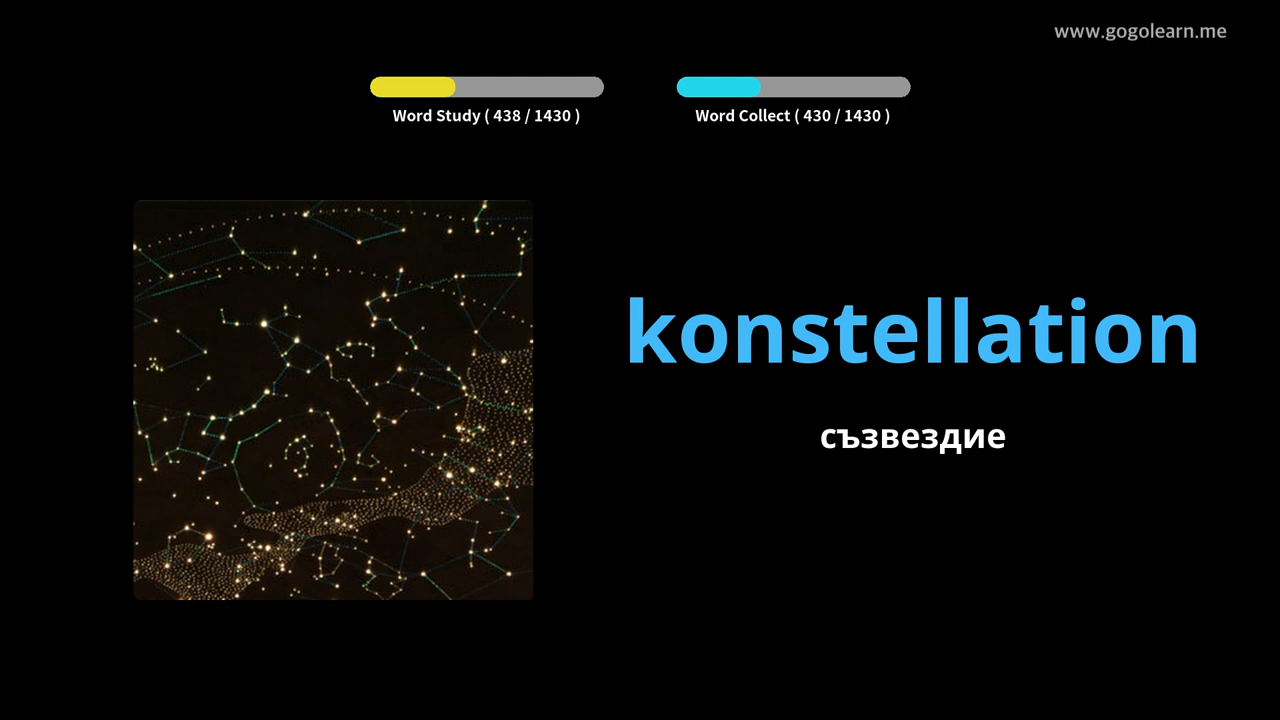 www.gogolearn.me
Word Study ( 438 / 1430 )
Word Collect ( 430 / 1430 )
konstellation
съзвездие